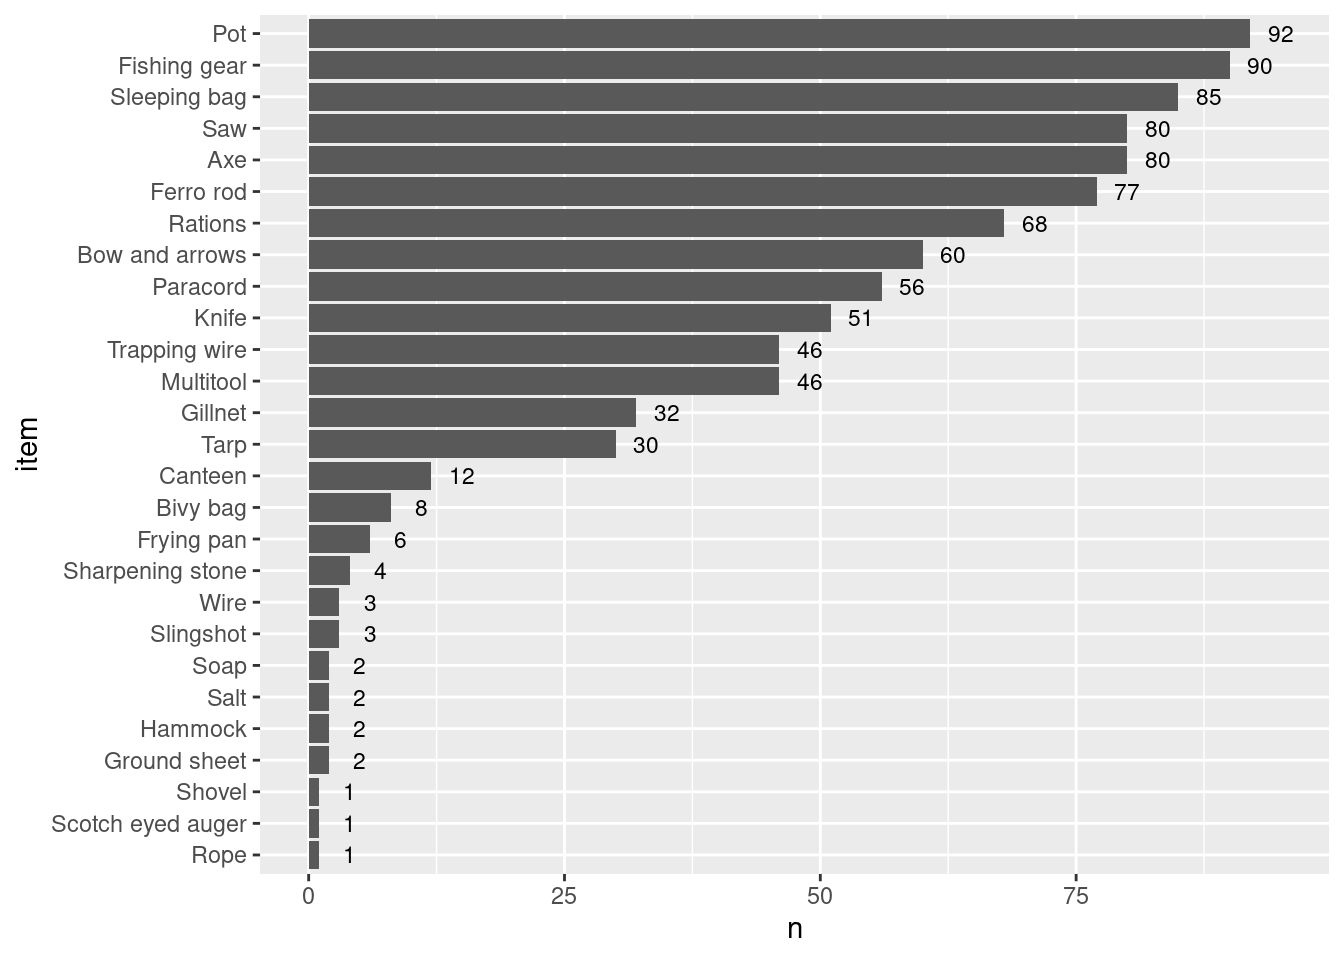 Pot 92
Fishing gear 90
Sleeping bag 85
Saw 80
Axe 80
Ferro rod 77
Rations 68
Bow and arrows 60
Paracord 56
Knife 51
Trapping wire 46
Multitool 46
Gillnet 32
Tarp 30
Canteen 12
Bivy bag 8
Frying pan 6
Sharpening stone 4
Wire 3
Slingshot 3
Soap 2
Salt 2
Hammock 2
Ground sheet 2
Shovel 1
Scotch eyed auger 1
Rope 1
0 25 50 75
n
item